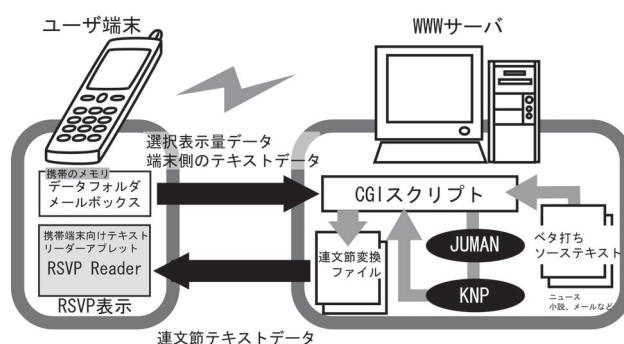 ユーザ端末
WWWサーバ
選択表示量データ
端末側のテキストデータ
携帯のメモリ
データフォルダ
メールボックス
CGIスクリプト
携帯端末向けテキスト
リーダーアプレット
RSVP Reader
RSVP表示
連文節変換
ファイル
JUMAN
KNP
ベタ打ち
ソーステキスト
ニュース
小説、メールなど
連文節テキストデータ